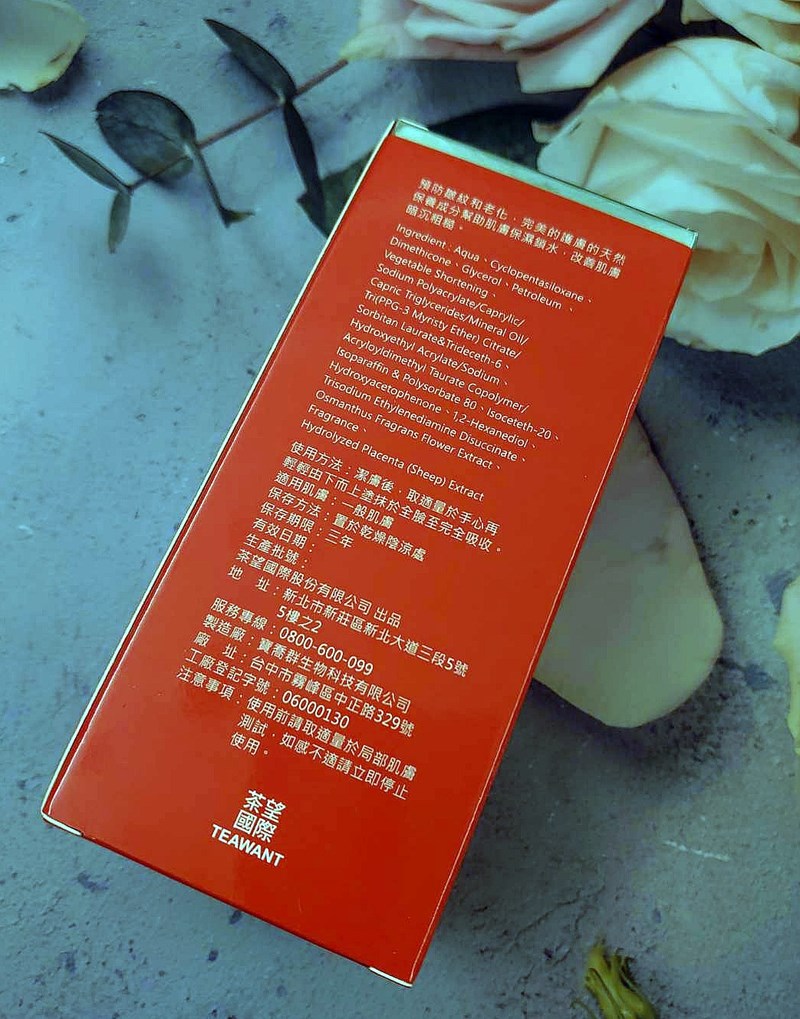 預防皺紋和老化,完美的護膚的天然
保養成分幫助肌膚保濕鎖水,改善肌膚
暗沉粗糙。
Ingredient : Aqua、Cyclopentasiloxane、
Dimethicone、Glycerol、Petroleum、
Vegetable Shortening、
Sodium Polyacrylate/Caprylic/
Capric Triglycerides/Mineral Oil/
Tri(PPG-3 Myristy Ether) Citrate/
Sorbitan Laurate&Trideceth-6、
Hydroxyethyl Acrylate/Sodium、
Acryloyldimethyl Taurate Copolymer/
Isoparaffin & Polysorbate 80、Isoceteth-20、
Hydroxyacetophenone、1,2-Hexanediol、
Trisodium Ethylenediamine Disuccinate、
Osmanthus Fragrans Flower Extract、
Fragrance、
Hydrolyzed Placenta (Sheep) Extract
使用方法:潔膚後,取適量於手心再
輕輕由下而上塗抹於全臉至完全吸收。
適用肌膚:一般肌膚
保存方法:置於乾燥陰涼處
保存期限:三年
有效日期:
生產批號:
茶望國際股份有限公司 出品
地 址:新北市新莊區新北大道三段5號
5樓之2
服務專線:0800-600-099
製造廠:寶喬群生物科技有限公司
廠 址:台中市霧峰區中正路329號
工廠登記字號:06000130
注意事項:使用前請取適量於局部肌膚
測試,如感不適請立即停止
使用。
茶望
國際
TEAWANT